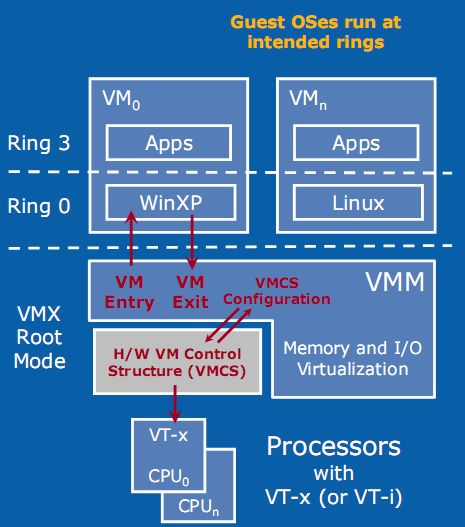 Guest OSes run at
intended rings
VM0
VMn
Ring 3
Apps
Apps
Ring 0
WinXP
Linux
VM
Entry
VM
Exit
VMCS
Configuration
VMM
VMX
Root
Mode
H/W VM Control
Structure (VMCS)
Memory and I/O
Virtualization
VT-x
CPU0
CPUn
Processors
with
VT-x (or VT-i)